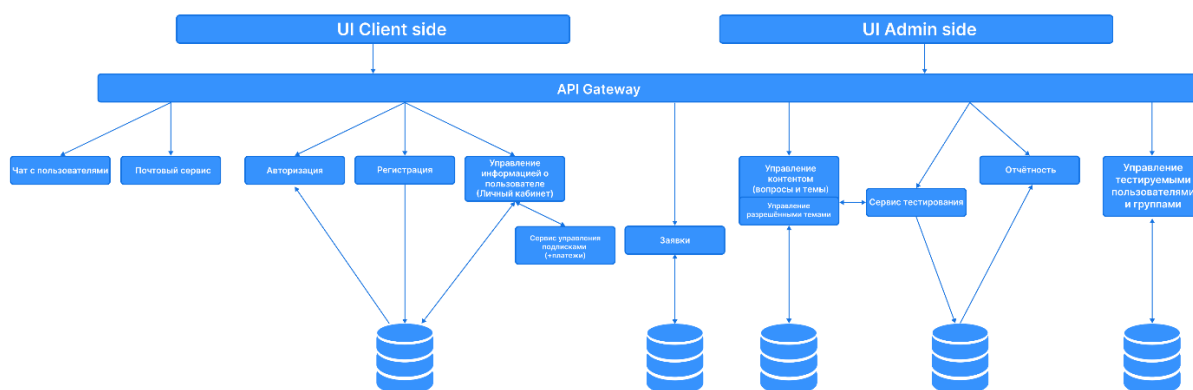 UI Client side
UI Admin side
API Gateway
Чат с пользователями
Почтовый сервис
Авторизация
Регистрация
Управление
информацией о
пользователе
(Личный кабинет)
Сервис управления
подписками
(+платежи)
Заявки
Управление
контентом
(вопросы и темы)
Управление
разрешёнными темами
Сервис тестирования
Отчётность
Управление
тестируемыми
пользователями
и группами